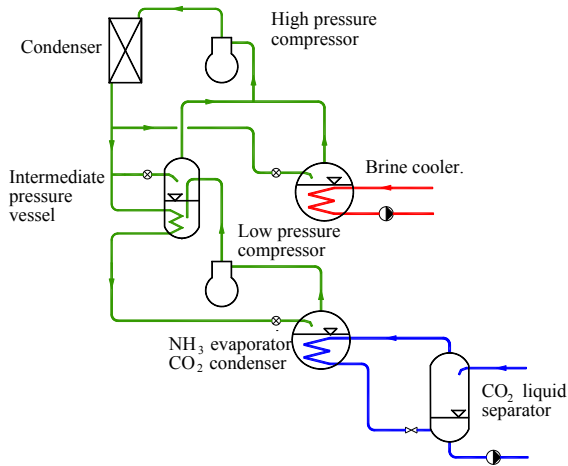 High pressure
compressor
Condenser
Brine cooler.
Intermediate
pressure
vessel
Low pressure
compressor
NH3 evaporator
CO2 condenser
CO2 liquid
separator